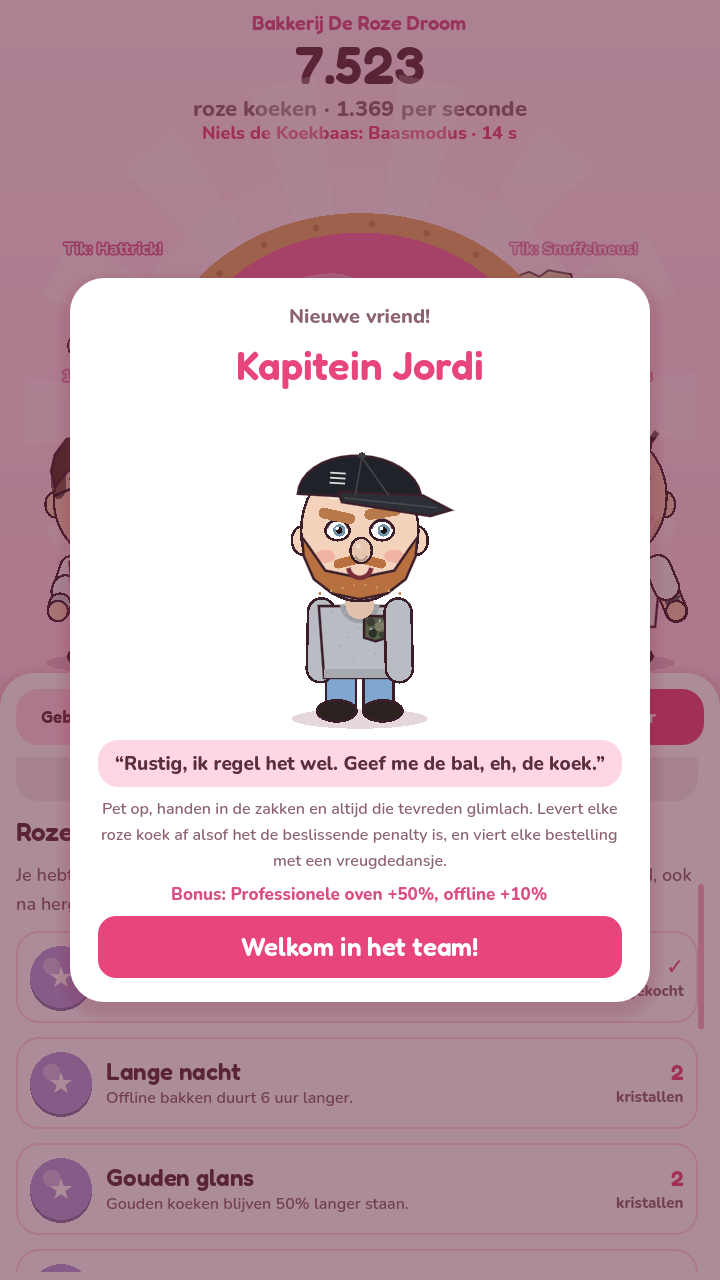 Bakkerij De Roze Droom
7.523
roze koeken · 1.369 per seconde
Niels de Koekbaas: Baasmodus · 14 s
Tik: Hattrick!
Tik: Snuffelneus!
Nieuwe vriend!
Kapitein Jordi
“Rustig, ik regel het wel. Geef me de bal, eh, de koek.”
Pet op, handen in de zakken en altijd die tevreden glimlach. Levert elke
roze koek af alsof het de beslissende penalty is, en viert elke bestelling
met een vreugdedansje.
Bonus: Professionele oven +50%, offline +10%
Welkom in het team!
Roze
Je hebt
ook
✓
Lange nacht
Offline bakken duurt 6 uur langer.
2
kristallen
Gouden glans
Gouden koeken blijven 50% langer staan.
2
kristallen